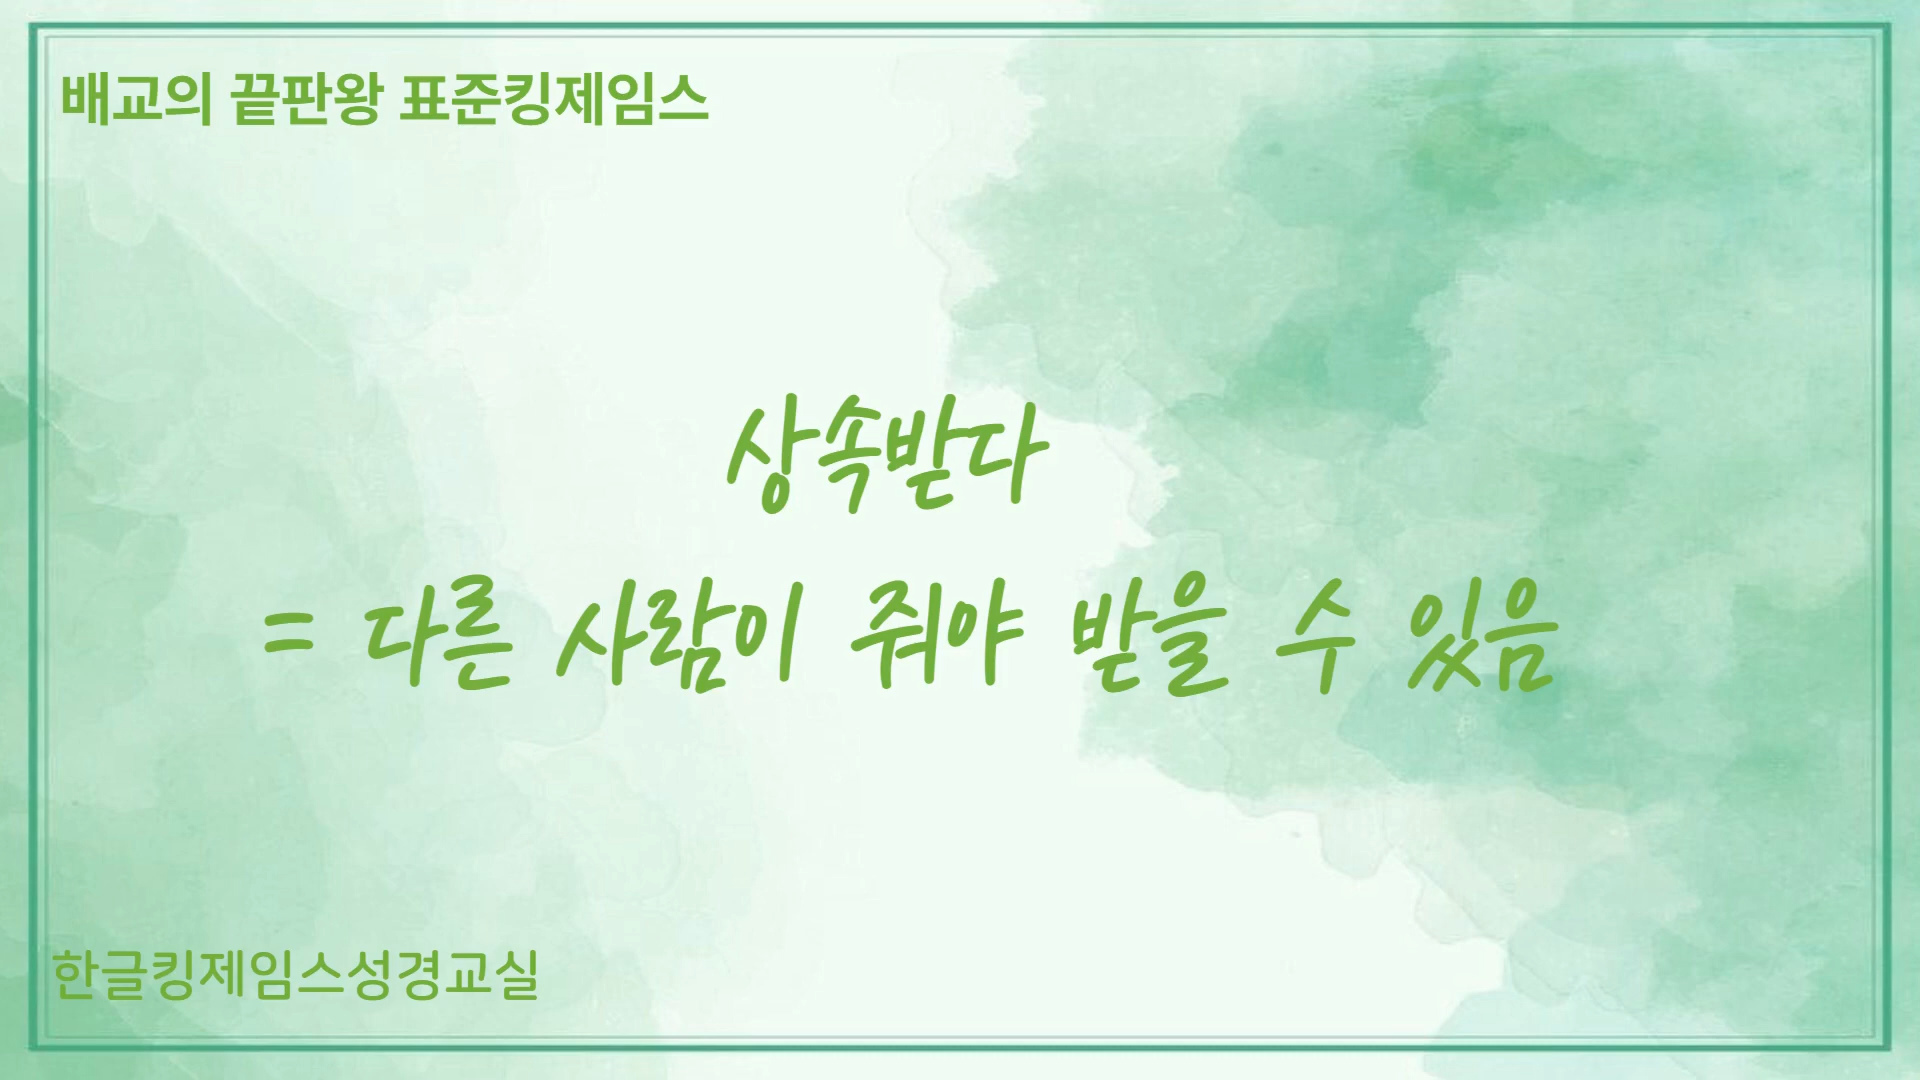 배교의 끝판왕 표준킹제임스
상속받다
= 다른 사람이 줘야 받을 수 있음
한글킹제임스성경교실